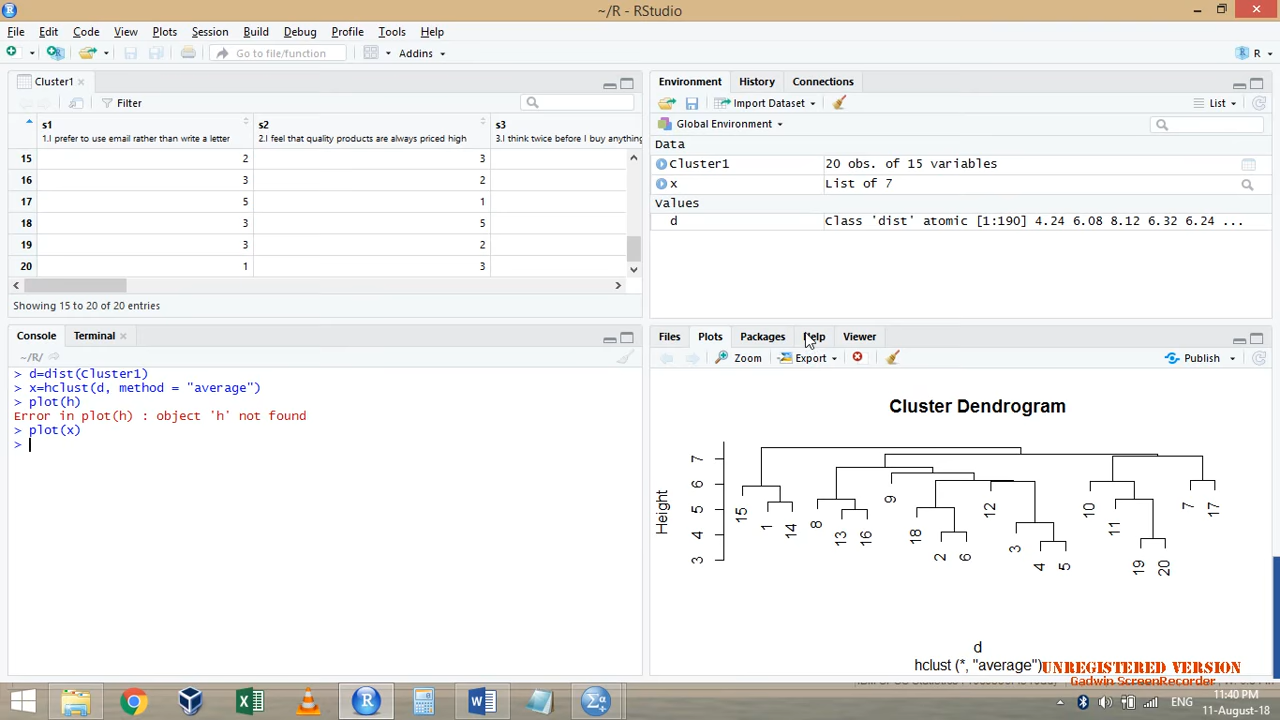 ~/R - RStudio
File Edit Code View Plots Session Build Debug Profile Tools Help
Go to file/function Addins R
Cluster1
Filter
s1 s2 s3
1.I prefer to use email rather than write a letter 2.I feel that quality products are always priced high 3.I think twice before I buy anything
15 2 3
16 3 2
17 5 1
18 3 5
19 3 2
20 1 3
Showing 15 to 20 of 20 entries
Environment History Connections
Import Dataset List
Global Environment
Data
Cluster1 20 obs. of 15 variables
x List of 7
Values
d Class 'dist' atomic [1:190] 4.24 6.08 8.12 6.32 6.24 ...
Console Terminal
~/R/
> d=dist(Cluster1)
> x=hclust(d, method = "average")
> plot(h)
Error in plot(h) : object 'h' not found
> plot(x)
>
Files Plots Packages Help Viewer
Zoom Export Publish
Cluster Dendrogram
Height
7
6
5
4
3
15 1 14 8 13 16 9 18 2 6 12 3 4 5 10 11 19 20 7 17
d
hclust (*, "average")
UNREGISTERED VERSION
Gadwin ScreenRecorder
ENG
11:40 PM
11-August-18